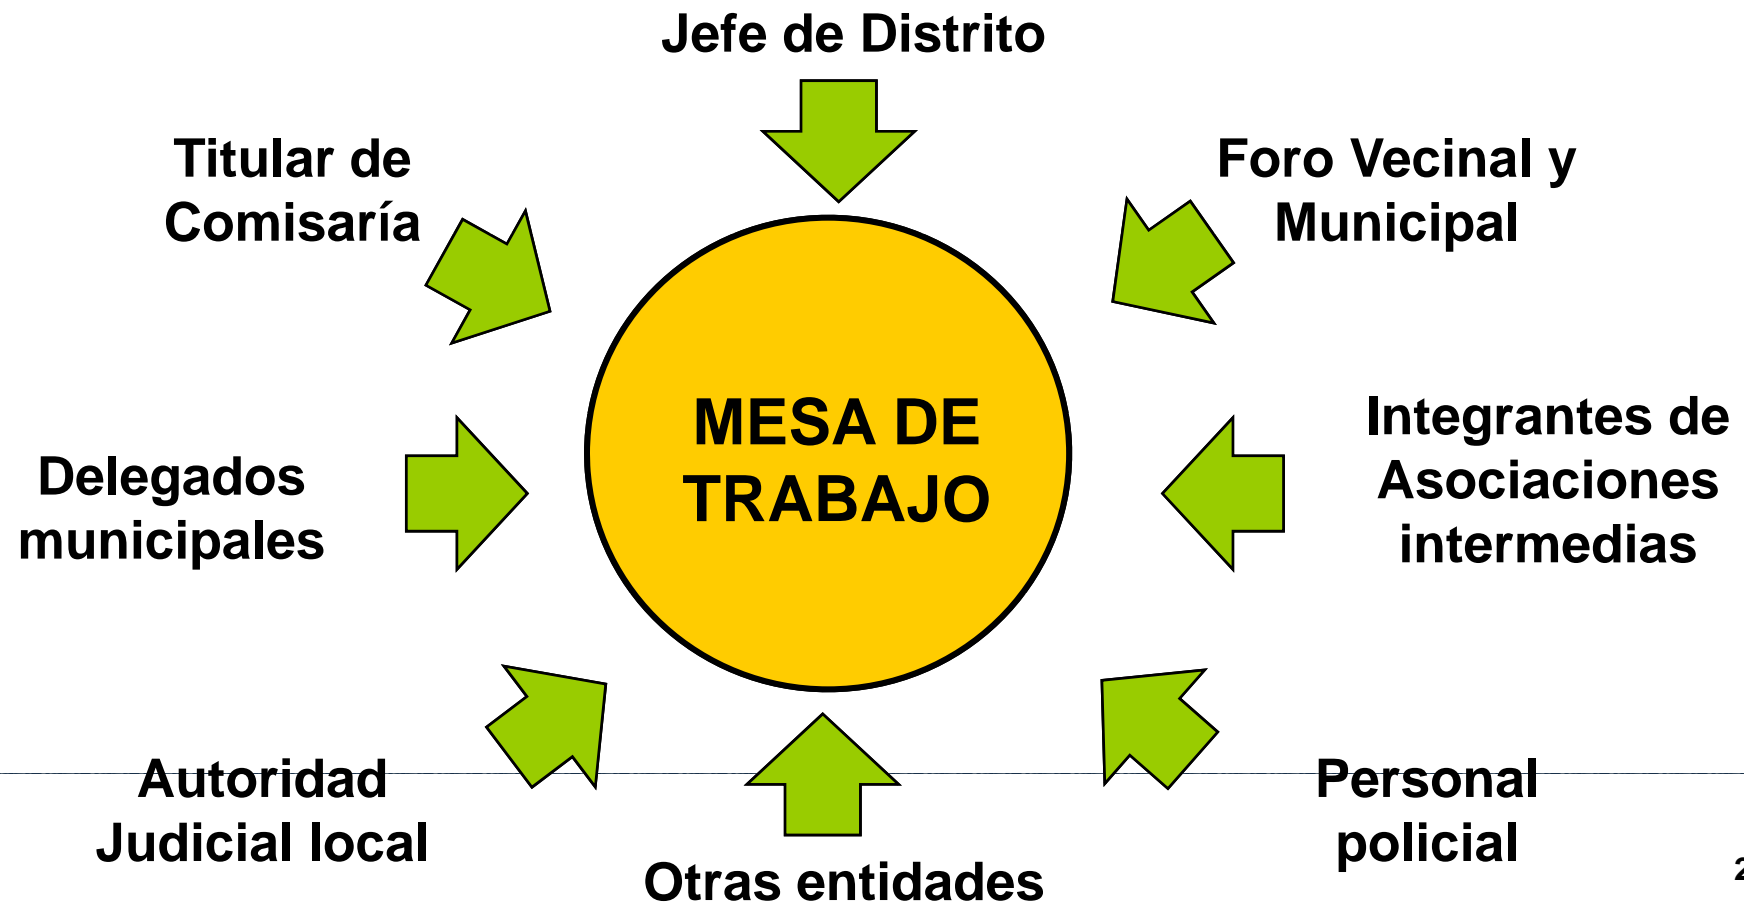 Jefe de Distrito
Titular de
Comisaría
Foro Vecinal y
Municipal
MESA DE
TRABAJO
Delegados
municipales
Integrantes de
Asociaciones
intermedias
Autoridad
Judicial local
Otras entidades
Personal
policial